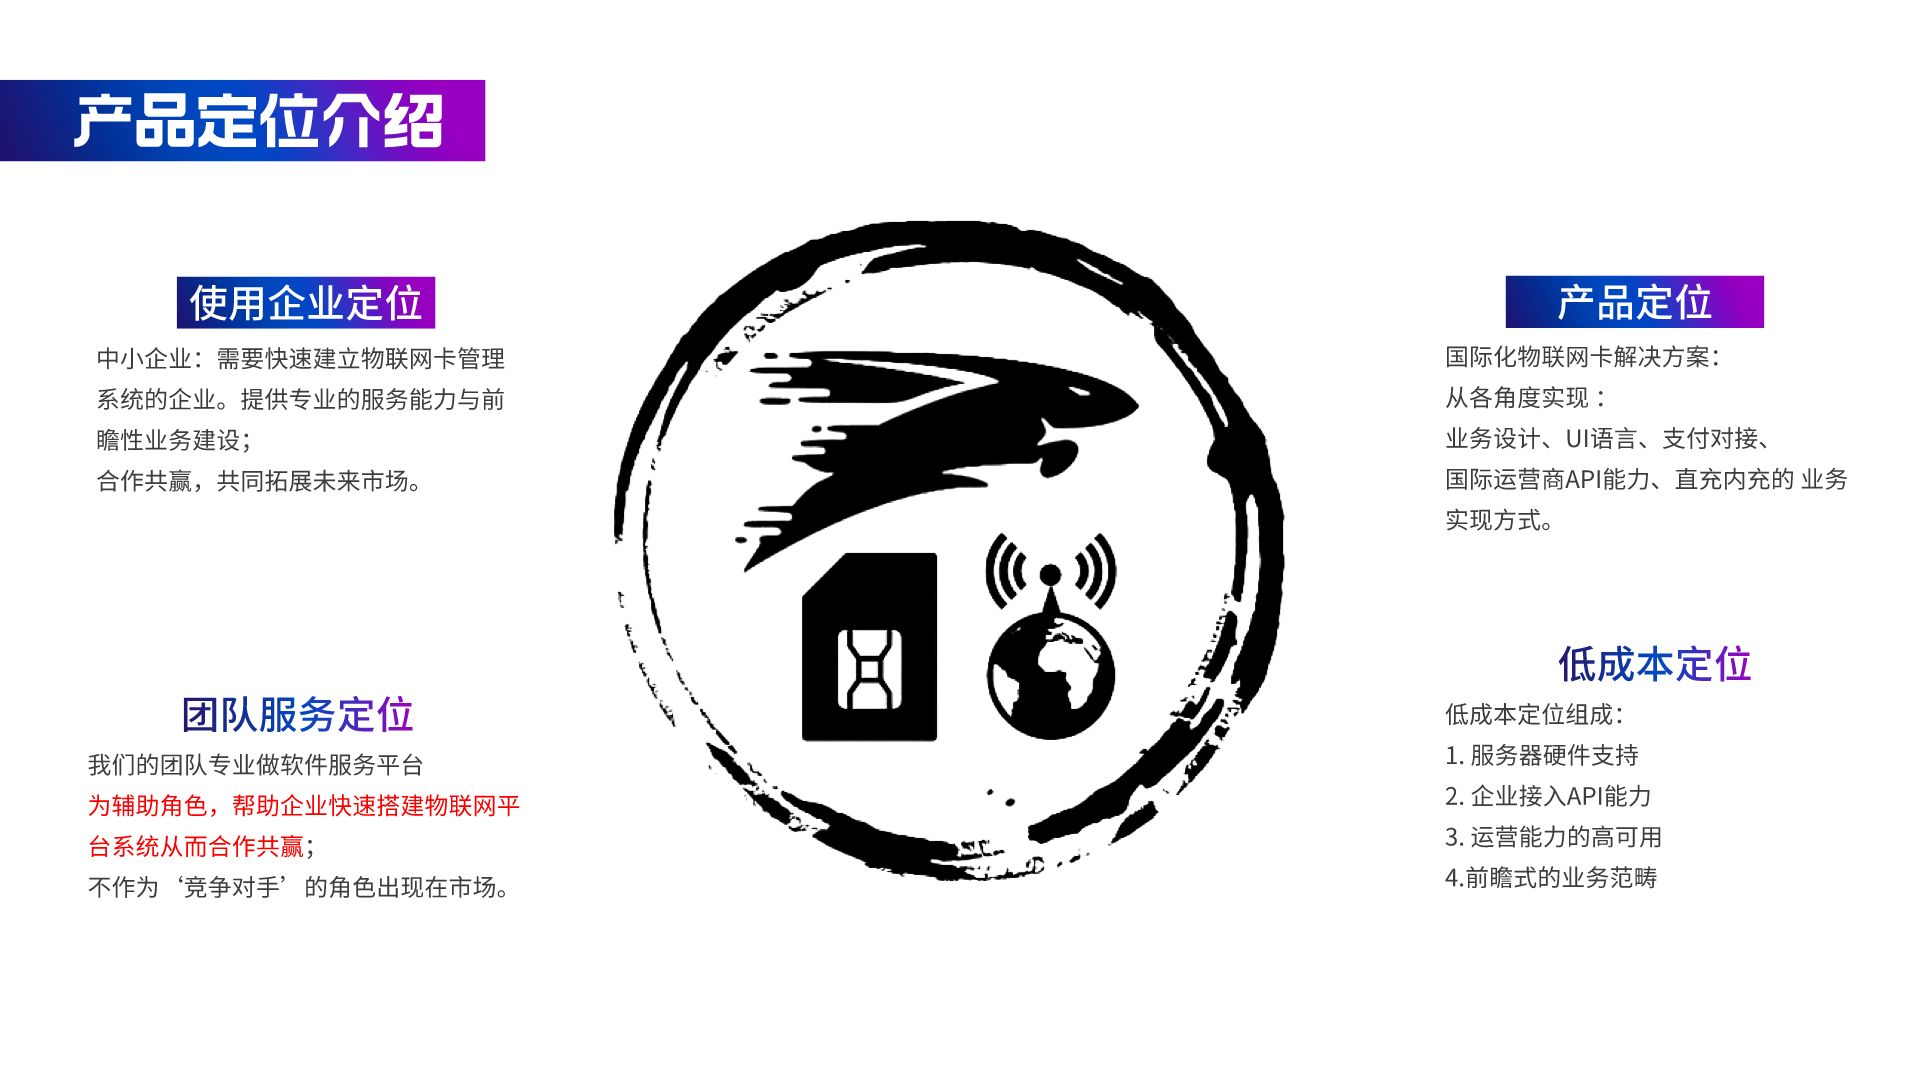 产品定位介绍
使用企业定位
中小企业：需要快速建立物联网卡管理
系统的企业。提供专业的服务能力与前
瞻性业务建设；
合作共赢，共同拓展未来市场。
团队服务定位
我们的团队专业做软件服务平台
为辅助角色，帮助企业快速搭建物联网平
台系统从而合作共赢；
不作为‘竞争对手’的角色出现在市场。
产品定位
国际化物联网卡解决方案：
从各角度实现 ：
业务设计、UI语言、支付对接、
国际运营商API能力、直充内充的 业务
实现方式。
低成本定位
低成本定位组成：
1. 服务器硬件支持
2. 企业接入API能力
3. 运营能力的高可用
4.前瞻式的业务范畴